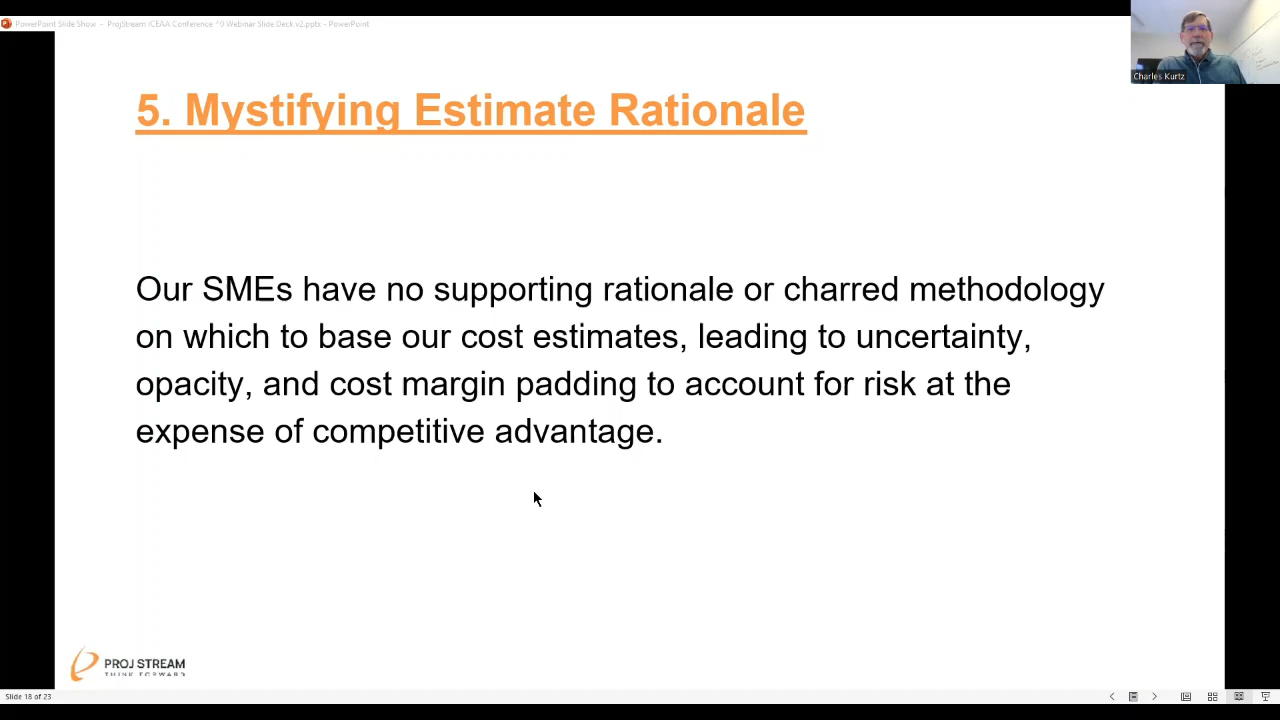 PowerPoint Slide Show - ProjStream ICEAA Conference *0 Webinar Slide Deck.v2.pptx - PowerPoint
Charles Kurtz
5. Mystifying Estimate Rationale
Our SMEs have no supporting rationale or charred methodology
on which to base our cost estimates, leading to uncertainty,
opacity, and cost margin padding to account for risk at the
expense of competitive advantage.
PROJ STREAM
THINK FORWARD
Slide 18 of 23